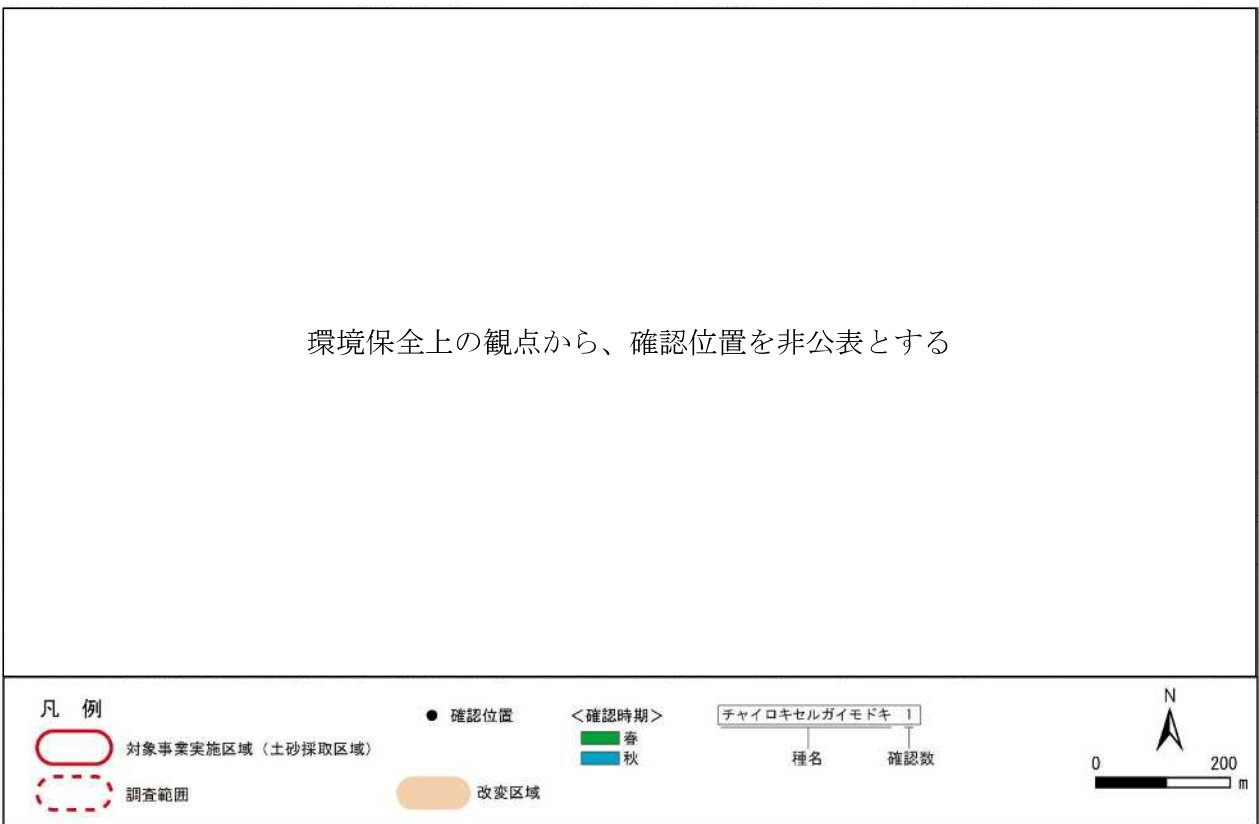 環境保全上の観点から、確認位置を非公表とする
凡 例
対象事業実施区域（土砂採取区域）
調査範囲
● 確認位置
改変区域
＜確認時期＞
春
秋
チャイロキセルガイモドキ 1
種名 確認数
N
0 200
m